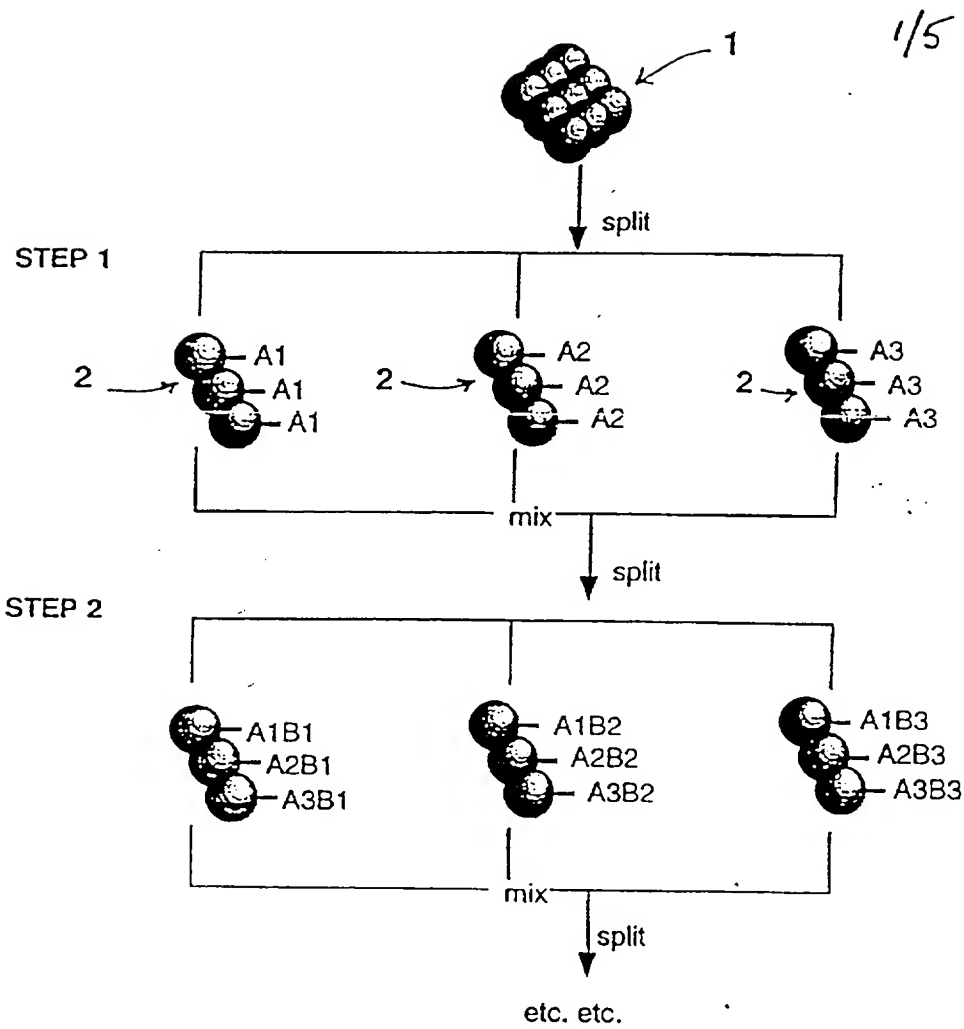 1/5
1
split
STEP 1
A1 A2 A3
2 A1 2 A2 2 A3
A1 A2 A3
mix
split
STEP 2
A1B1 A1B2 A1B3
A2B1 A2B2 A2B3
A3B1 A3B2 A3B3
mix
split
etc. etc.